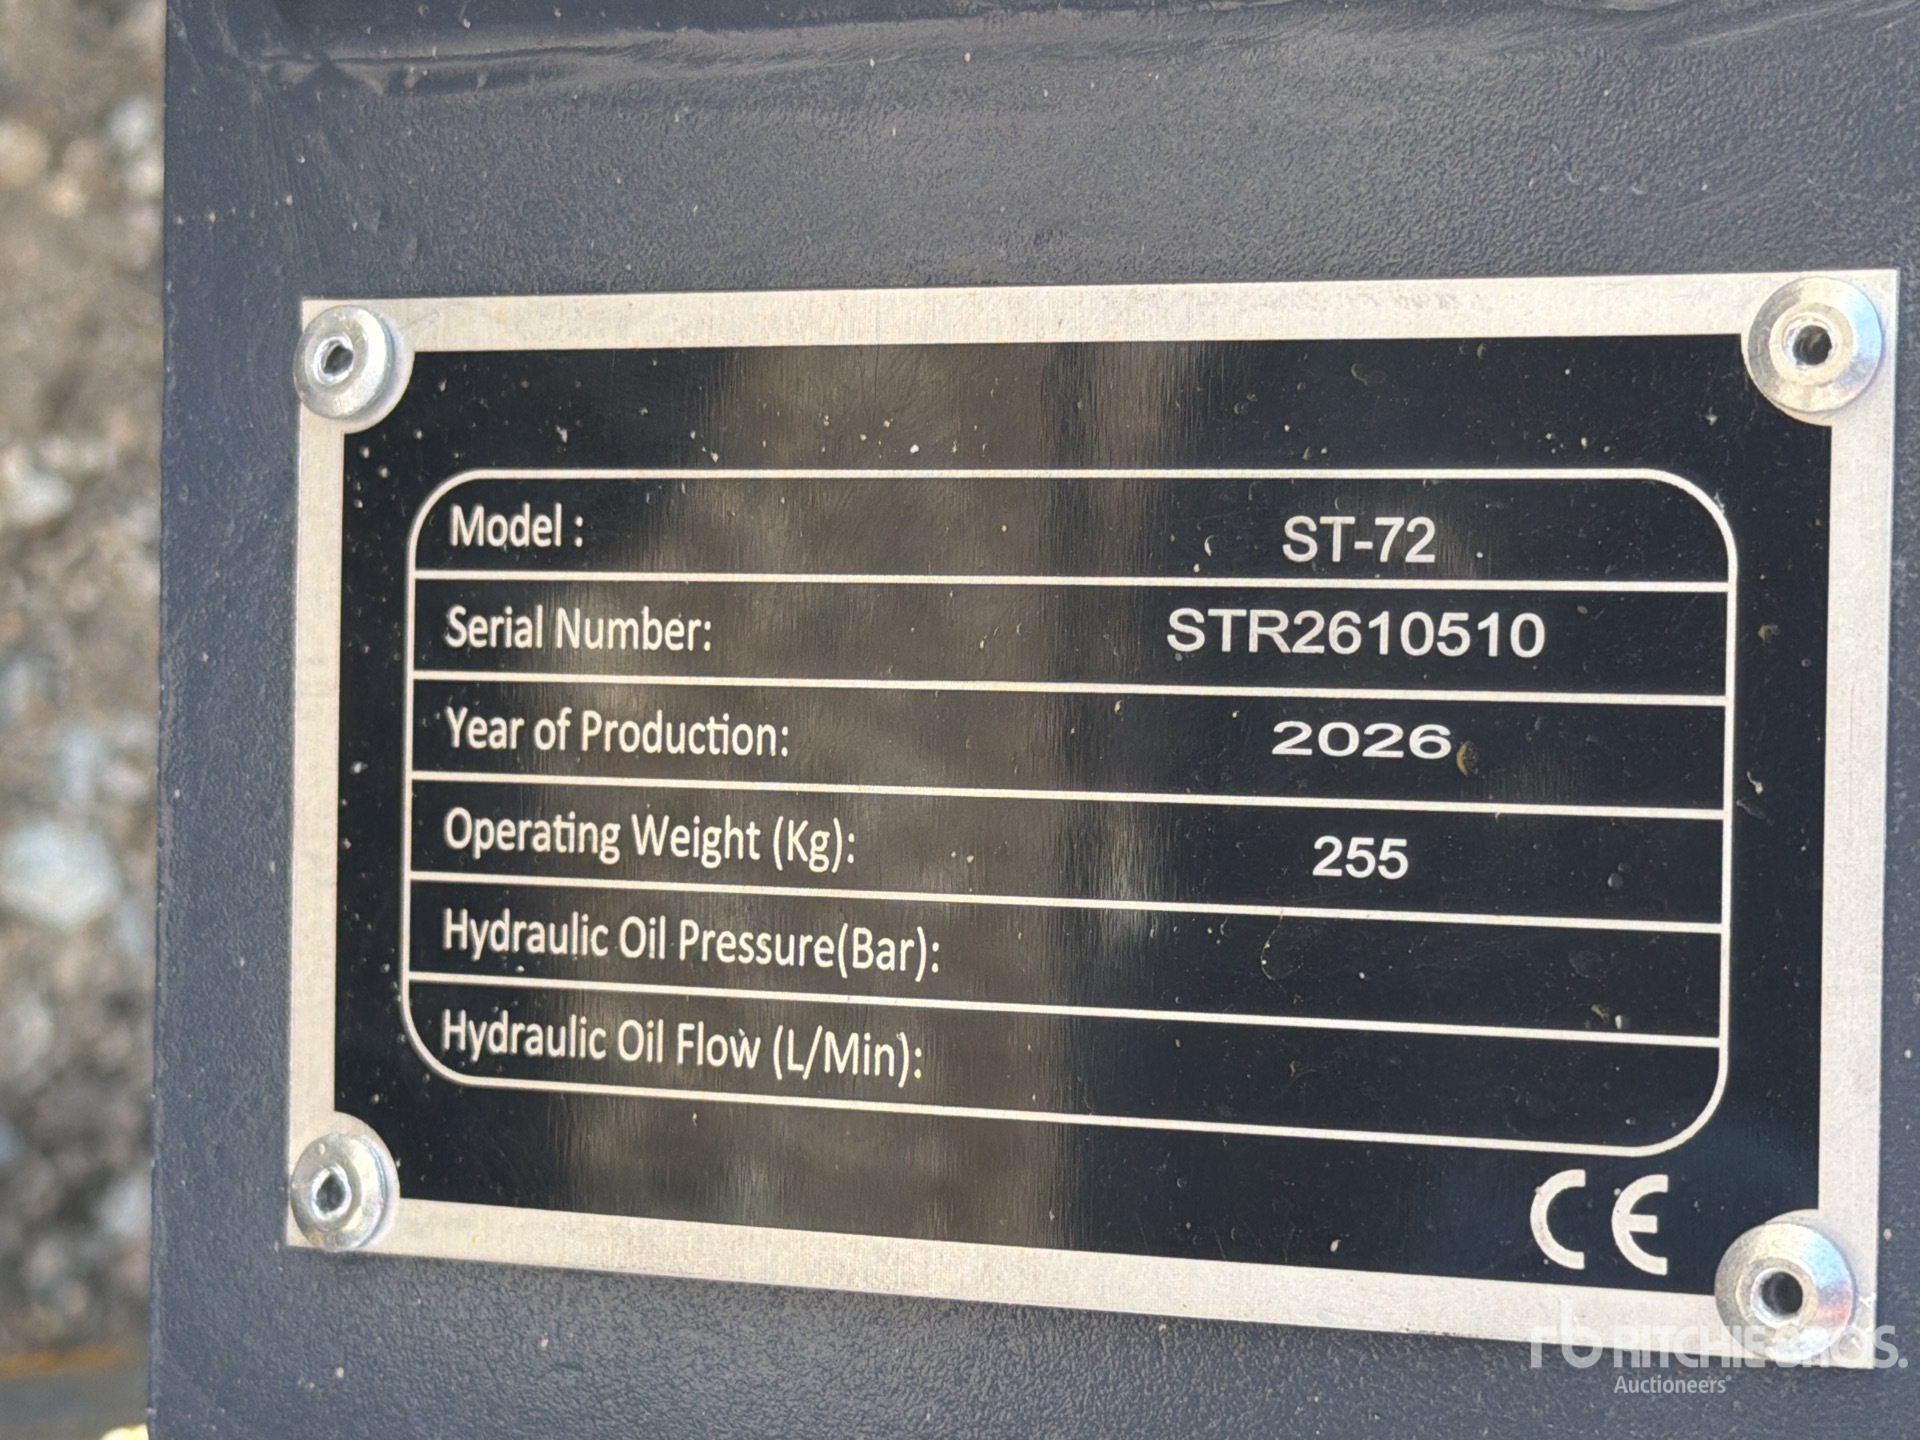 Model : ST-72
Serial Number: STR2610510
Year of Production: 2026
Operating Weight (Kg): 255
Hydraulic Oil Pressure(Bar):
Hydraulic Oil Flow (L/Min):
CE
rb RITCHIE BROS.
Auctioneers